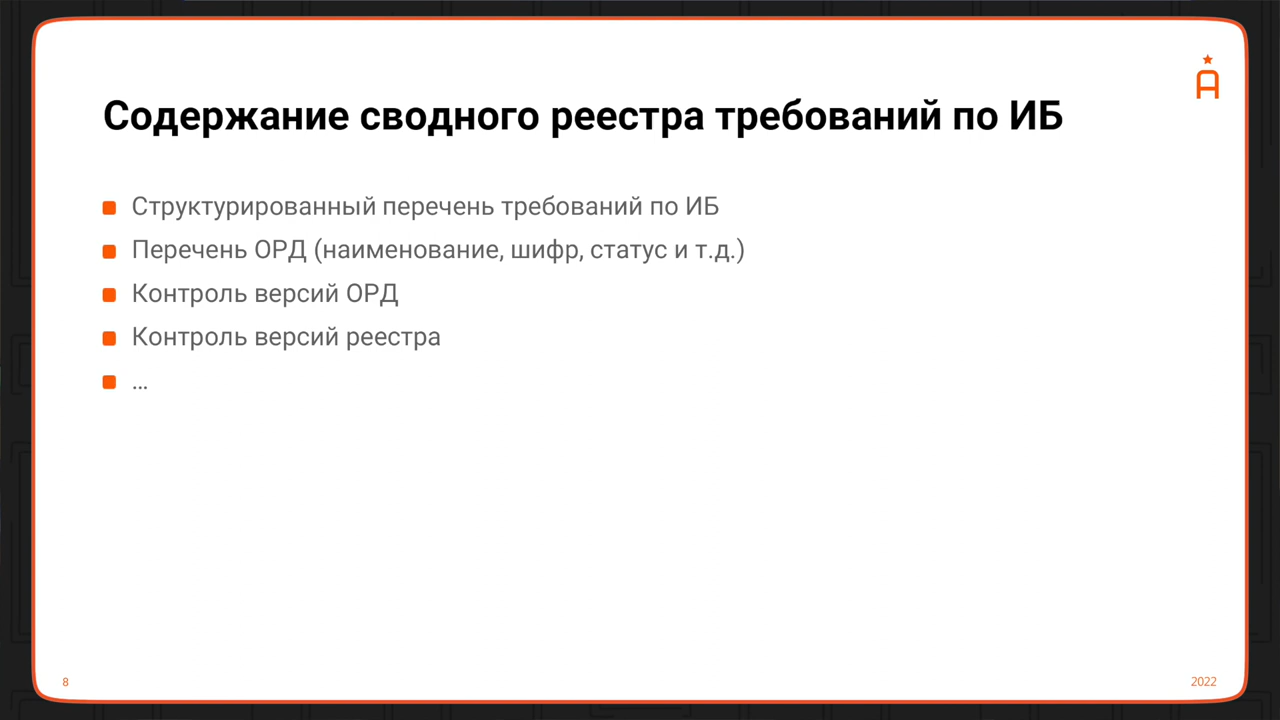 Содержание сводного реестра требований по ИБ
Структурированный перечень требований по ИБ
Перечень ОРД (наименование, шифр, статус и т.д.)
Контроль версий ОРД
Контроль версий реестра
...
8
2022